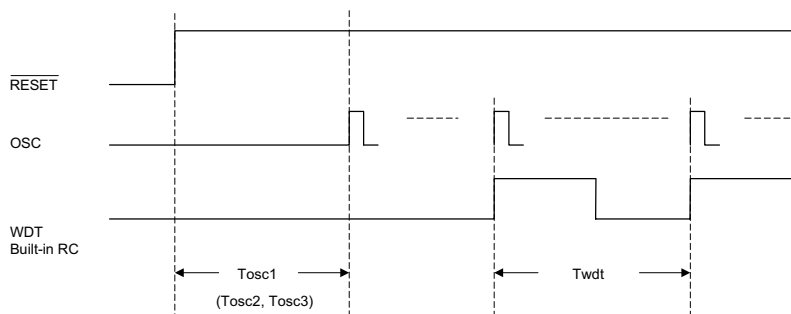 RESET
OSC
WDT
Built-in RC
Tosc1
Twdt
(Tosc2, Tosc3)